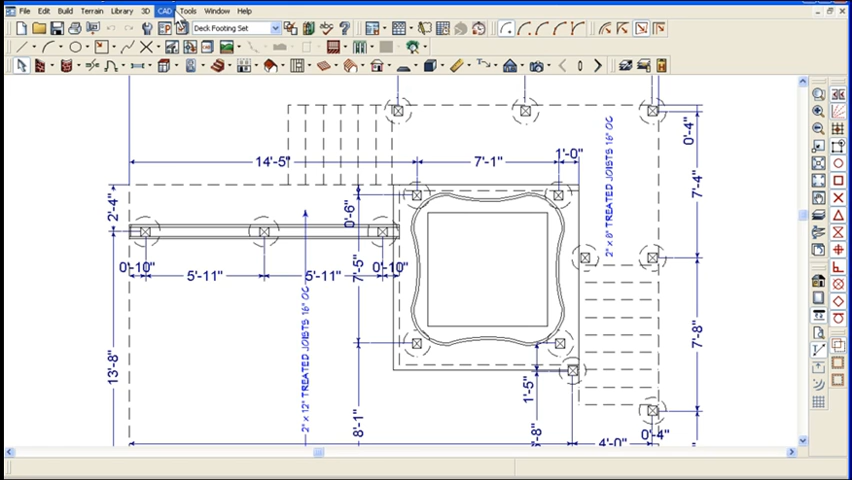 File Edit Build Terrain Library 3D CAD Tools Window Help
Deck Footing Set
14'-5" 7'-1" 1'-0"
0'-4"
7'-4"
2'-4"
0'-6"
2" x 8" TREATED JOISTS 16" OC
0'-10" 5'-11" 5'-11" 0'-10"
7'-5"
2" x 12" TREATED JOISTS 16" OC
13'-8"
7'-8"
1'-5"
8'-1"
-8"
4'-0"
0'-4"